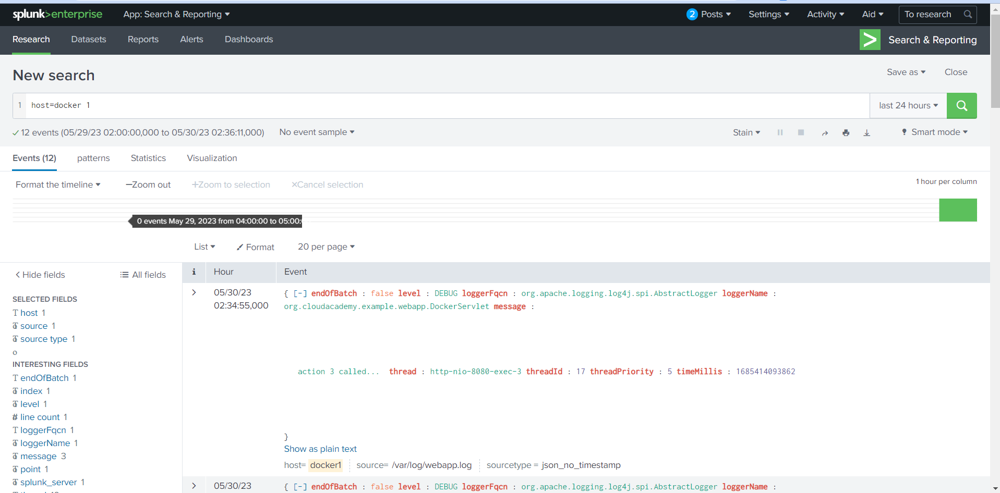 splunk>enterprise App: Search & Reporting 2 Posts Settings Activity Aid To research
Research Datasets Reports Alerts Dashboards Search & Reporting
New search Save as Close
1 host=docker 1 last 24 hours
12 events (05/29/23 02:00:00,000 to 05/30/23 02:36:11,000) No event sample Stain Smart mode
Events (12) patterns Statistics Visualization
Format the timeline —Zoom out +Zoom to selection ×Cancel selection 1 hour per column
0 events May 29, 2023 from 04:00:00 to 05:00:
List Format 20 per page
< Hide fields All fields i Hour Event
SELECTED FIELDS
T host 1
source 1
source type 1
o
INTERESTING FIELDS
T endOfBatch 1
index 1
level 1
# line count 1
T loggerFqcn 1
loggerName 1
message 3
point 1
splunk_server 1
> 05/30/23 { [-] endOfBatch : false level : DEBUG loggerFqcn : org.apache.logging.log4j.spi.AbstractLogger loggerName :
02:34:55,000 org.cloudacademy.example.webapp.DockerServlet message :
action 3 called... thread : http-nio-8080-exec-3 threadId : 17 threadPriority : 5 timeMillis : 1685414093862
}
Show as plain text
host= docker1 source= /var/log/webapp.log sourcetype = json_no_timestamp
> 05/30/23 { [-] endOfBatch : false level : DEBUG loggerFqcn : org.apache.logging.log4j.spi.AbstractLogger loggerName :